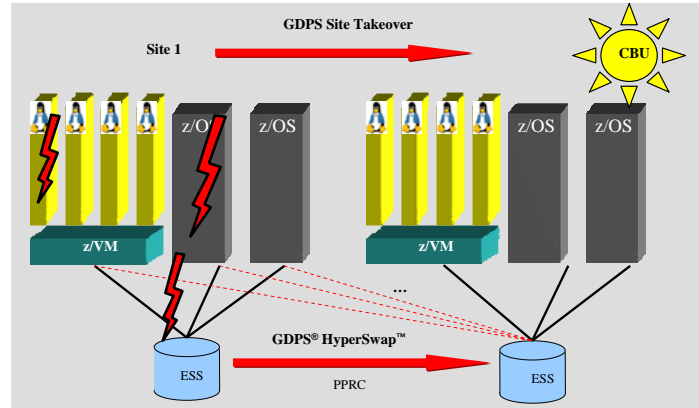 GDPS Site Takeover
Site 1
CBU
z/OS
z/OS
z/OS
z/OS
z/VM
z/VM
...
GDPS® HyperSwap™
ESS
ESS
PPRC